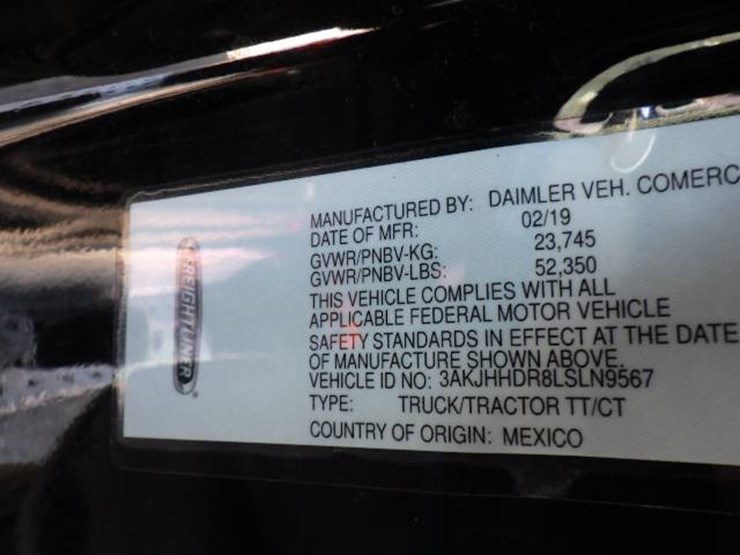 FREIGHTLINER
MANUFACTURED BY: DAIMLER VEH. COMERC
DATE OF MFR: 02/19
GVWR/PNBV-KG: 23,745
GVWR/PNBV-LBS: 52,350
THIS VEHICLE COMPLIES WITH ALL
APPLICABLE FEDERAL MOTOR VEHICLE
SAFETY STANDARDS IN EFFECT AT THE DATE
OF MANUFACTURE SHOWN ABOVE.
VEHICLE ID NO: 3AKJHHDR8LSLN9567
TYPE: TRUCK/TRACTOR TT/CT
COUNTRY OF ORIGIN: MEXICO